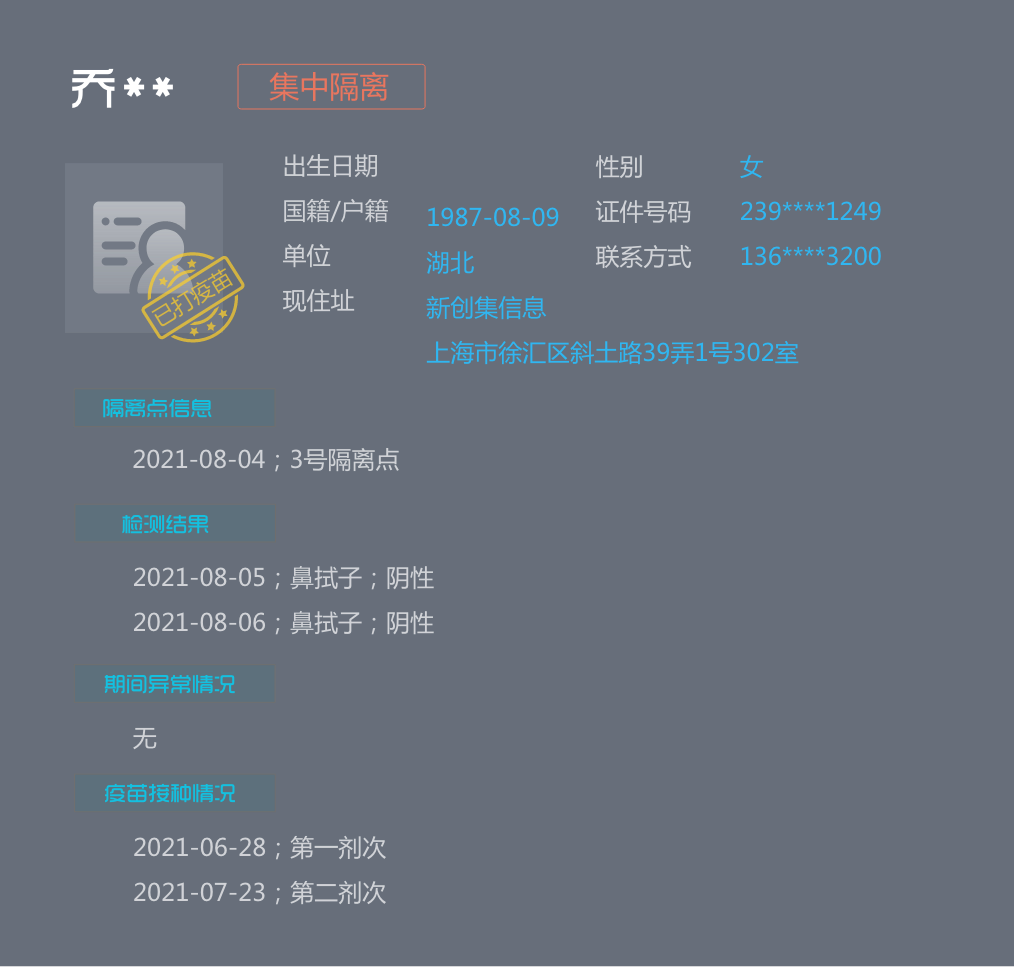 乔** 集中隔离
出生日期 性别 女
国籍/户籍 1987-08-09 证件号码 239****1249
单位 湖北 联系方式 136****3200
现住址 新创集信息
上海市徐汇区斜土路39弄1号302室
已打疫苗
隔离点信息
2021-08-04；3号隔离点
检测结果
2021-08-05；鼻拭子；阴性
2021-08-06；鼻拭子；阴性
期间异常情况
无
疫苗接种情况
2021-06-28；第一剂次
2021-07-23；第二剂次